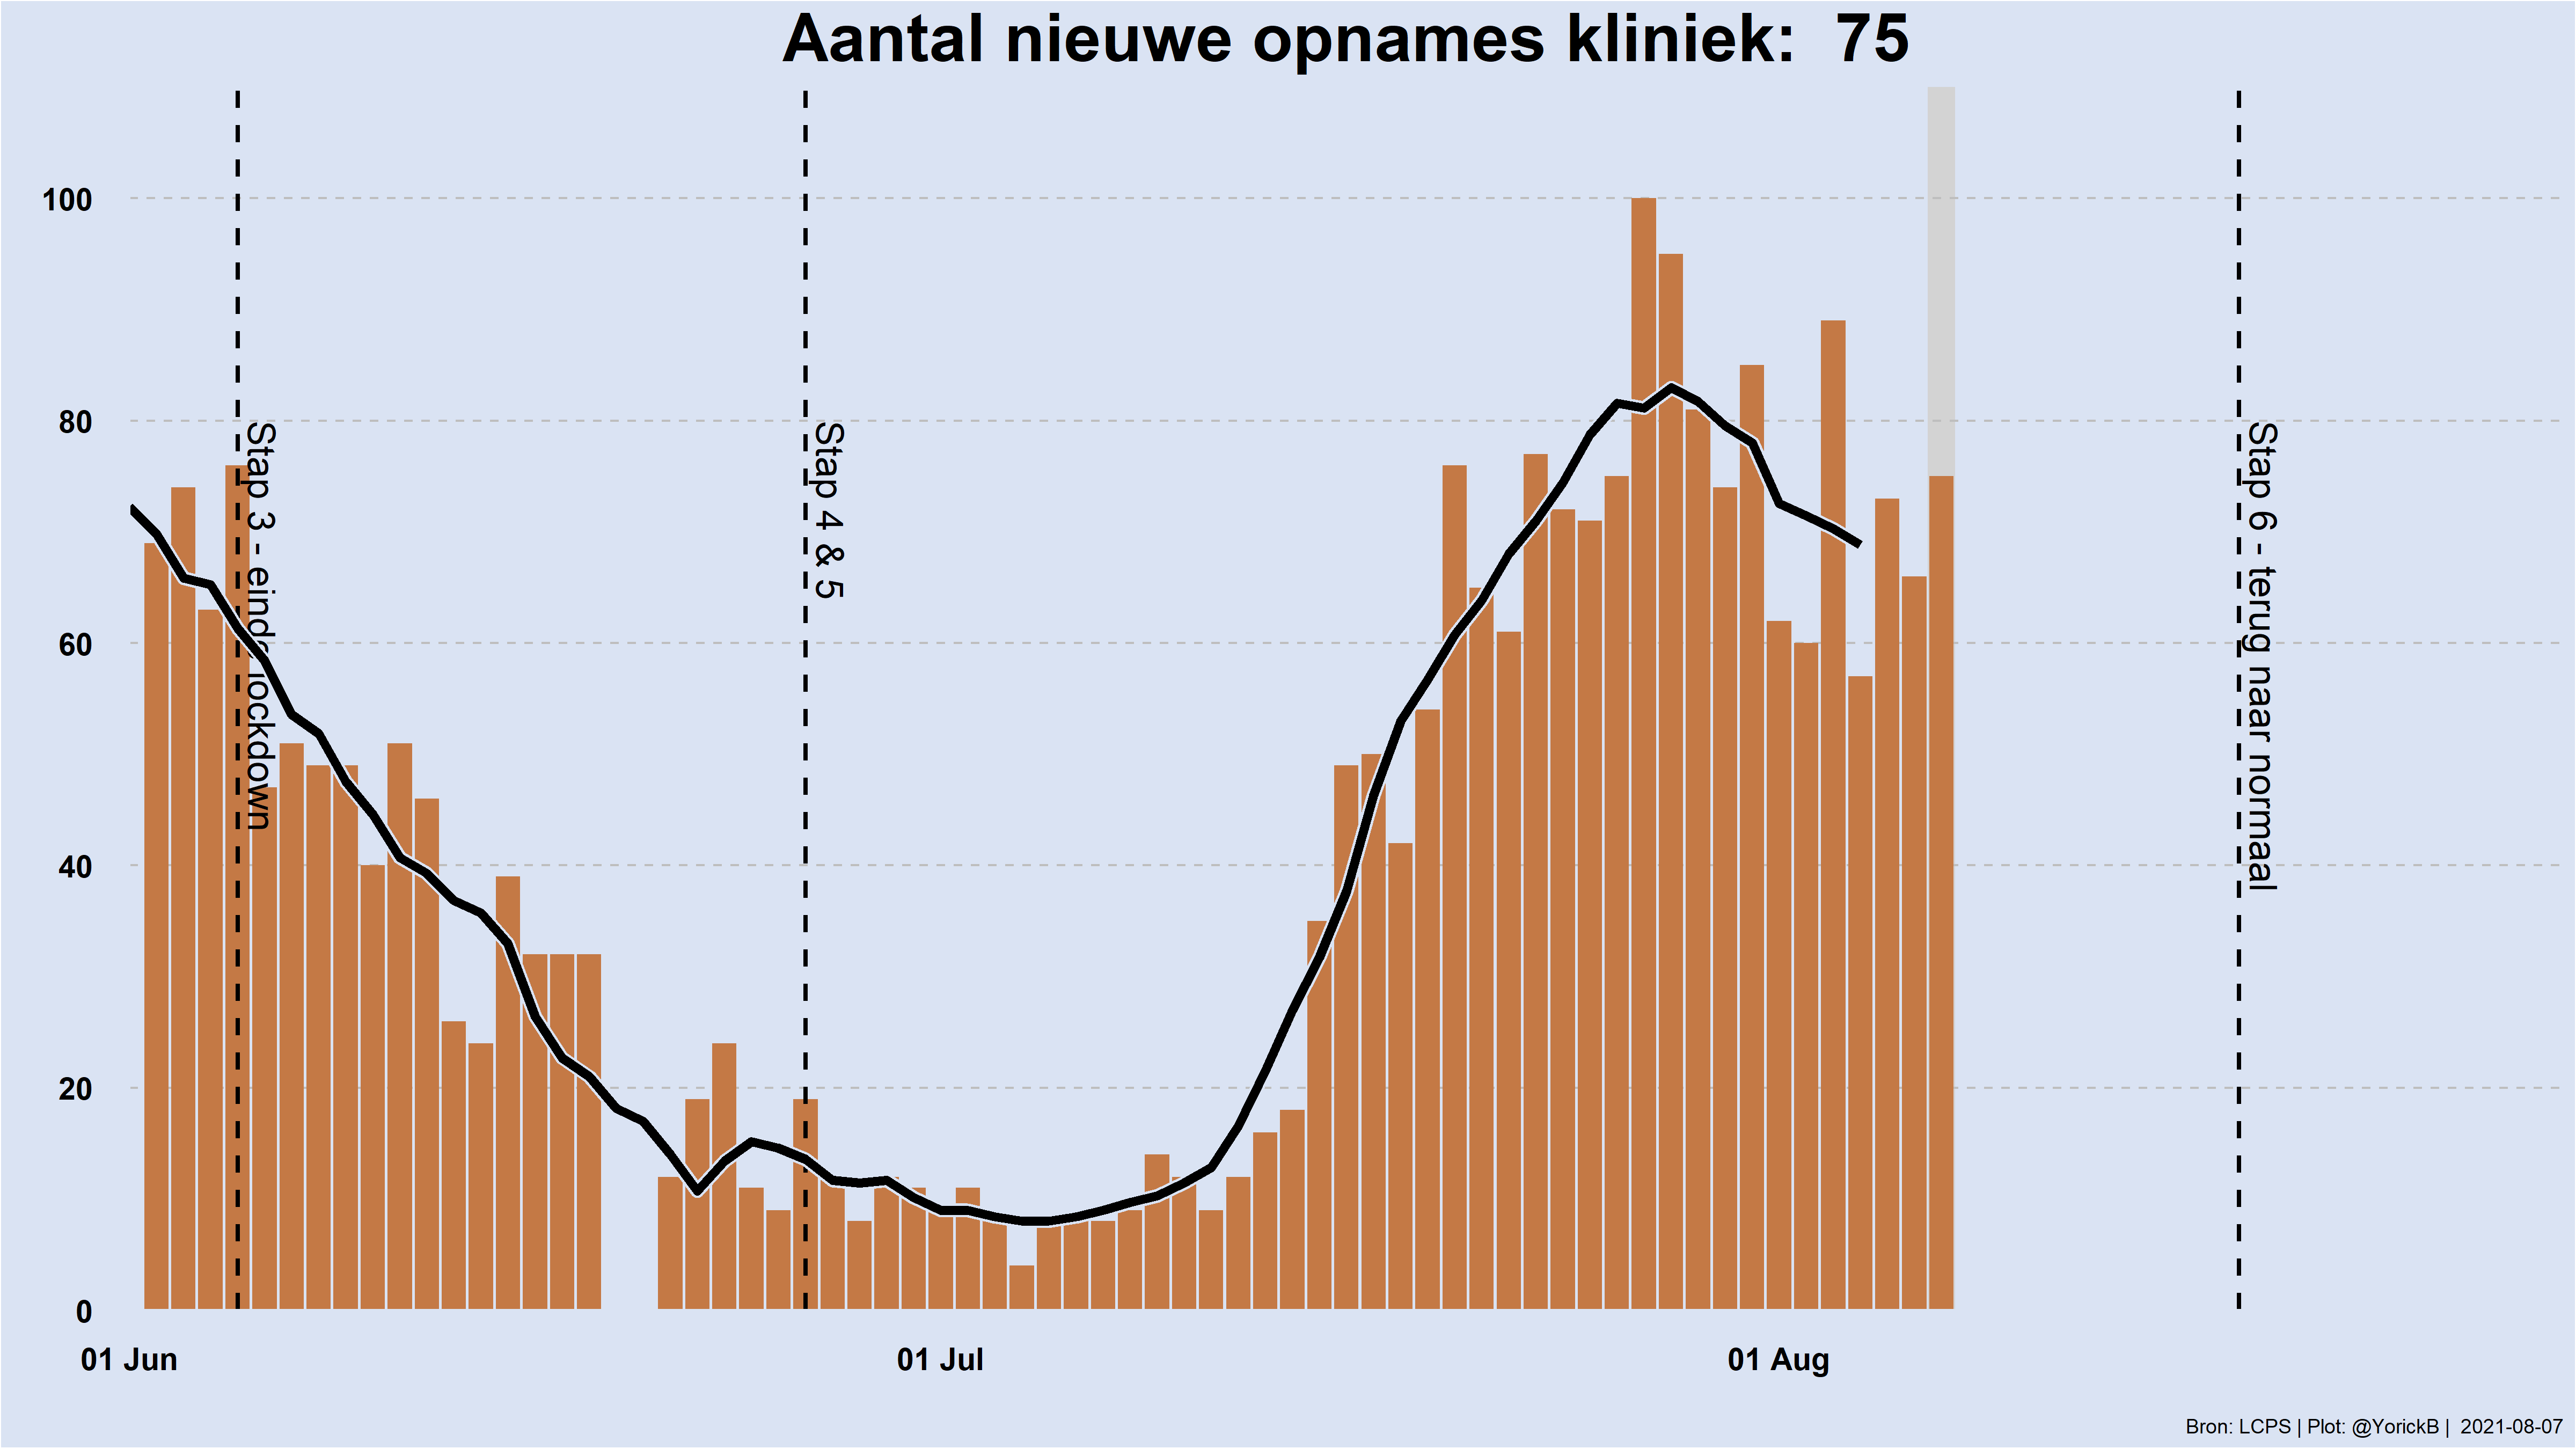 Aantal nieuwe opnames kliniek:  75
100
80
60
40
20
0
Stap 3 - einde lockdown
Stap 4 & 5
Stap 6 - terug naar normaal
01 Jun
01 Jul
01 Aug
Bron: LCPS | Plot: @YorickB |  2021-08-07